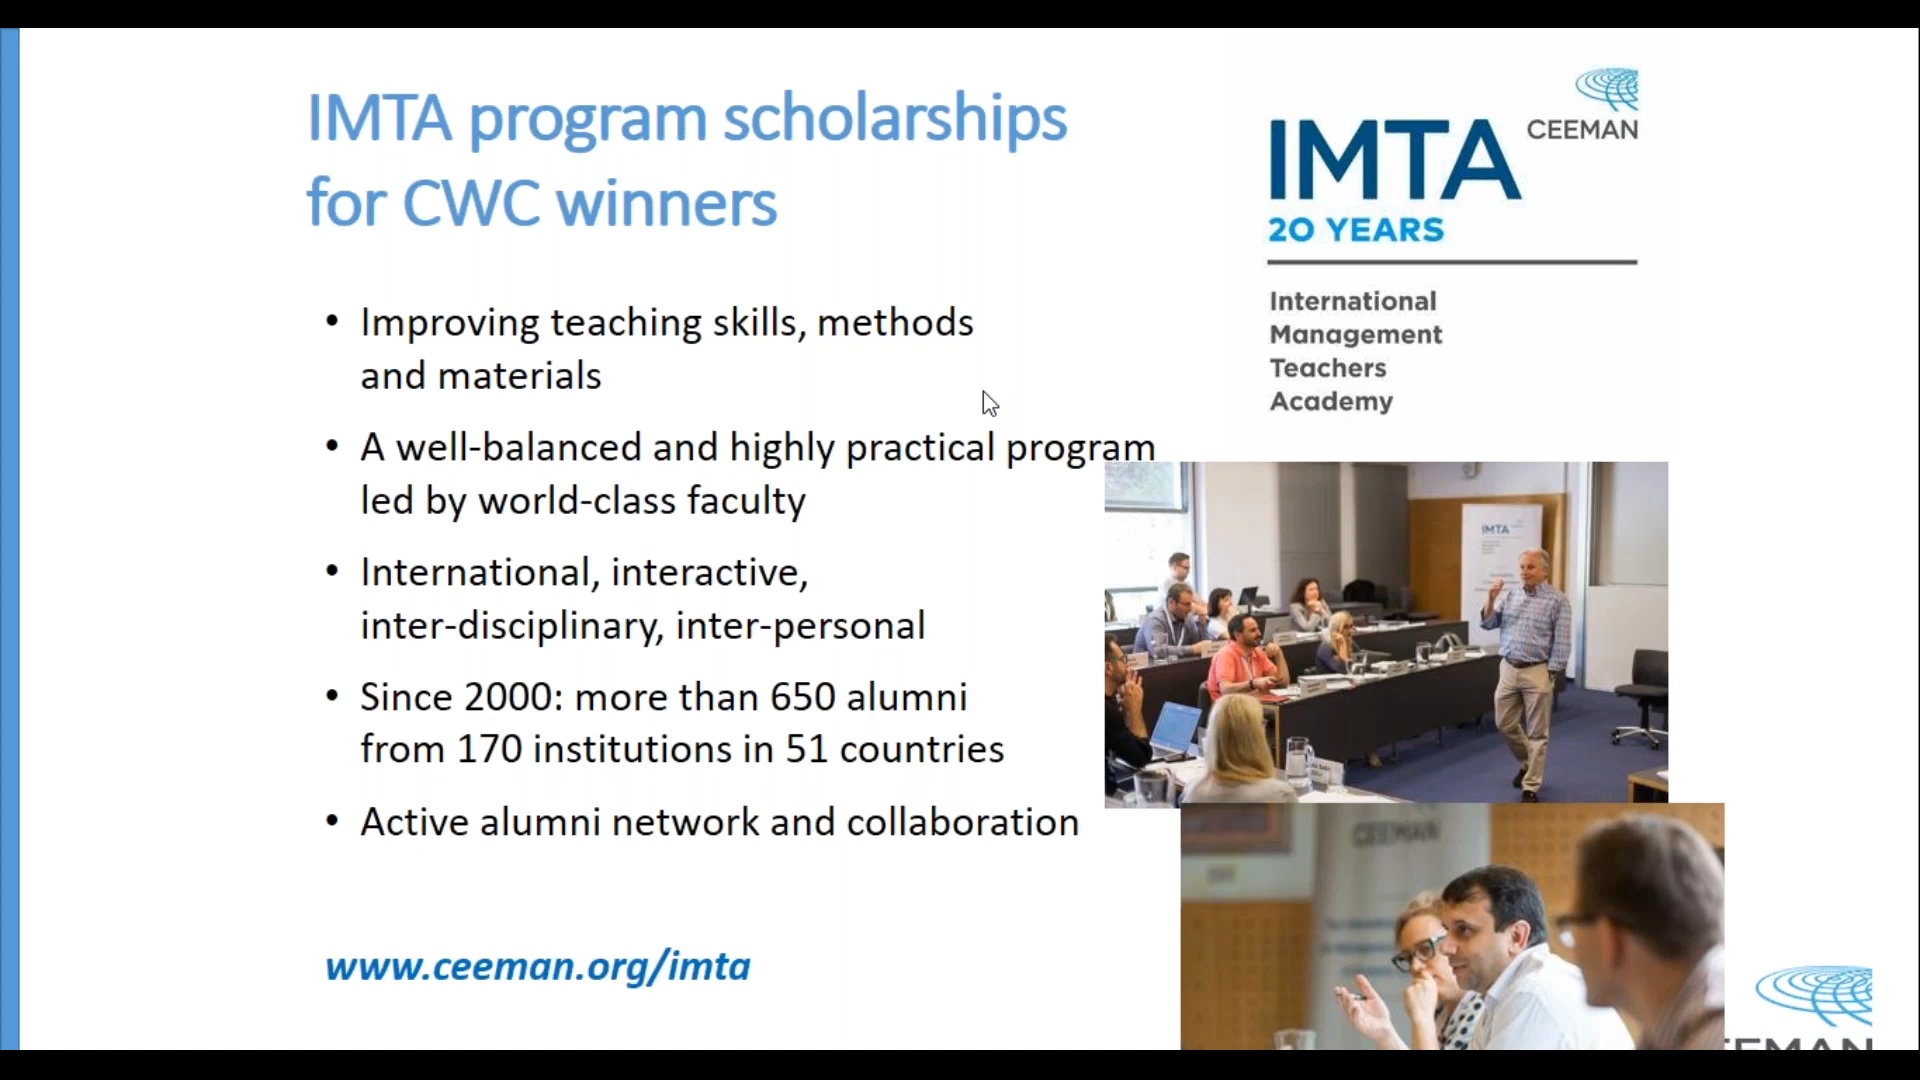 IMTA program scholarships
for CWC winners
• Improving teaching skills, methods
and materials
• A well-balanced and highly practical program
led by world-class faculty
• International, interactive,
inter-disciplinary, inter-personal
• Since 2000: more than 650 alumni
from 170 institutions in 51 countries
• Active alumni network and collaboration
www.ceeman.org/imta
CEEMAN
IMTA
20 YEARS
International
Management
Teachers
Academy
IMTA
CEEMAN
CEEMAN